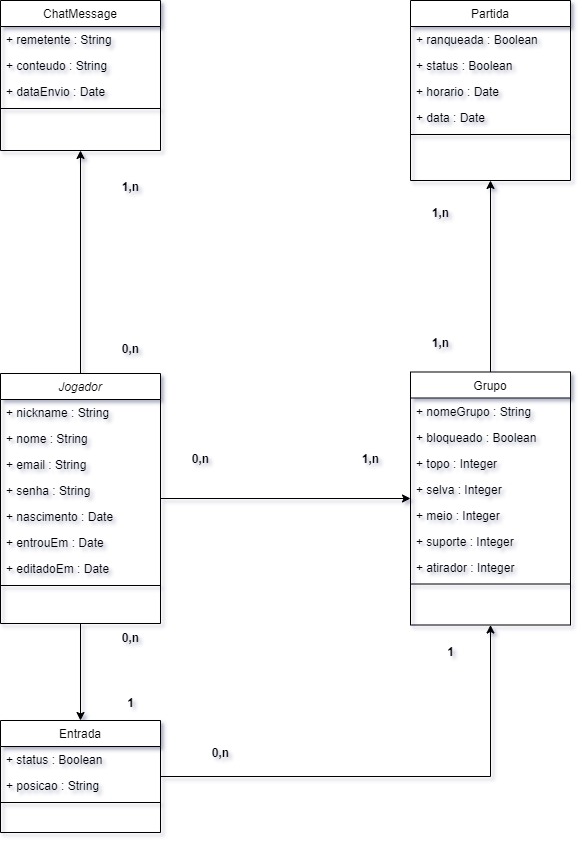 ChatMessage
+ remetente : String
+ conteudo : String
+ dataEnvio : Date
Partida
+ ranqueada : Boolean
+ status : Boolean
+ horario : Date
+ data : Date
1,n
1,n
0,n
1,n
Jogador
+ nickname : String
+ nome : String
+ email : String
+ senha : String
+ nascimento : Date
+ entrouEm : Date
+ editadoEm : Date
0,n
1,n
Grupo
+ nomeGrupo : String
+ bloqueado : Boolean
+ topo : Integer
+ selva : Integer
+ meio : Integer
+ suporte : Integer
+ atirador : Integer
0,n
1
1
0,n
Entrada
+ status : Boolean
+ posicao : String